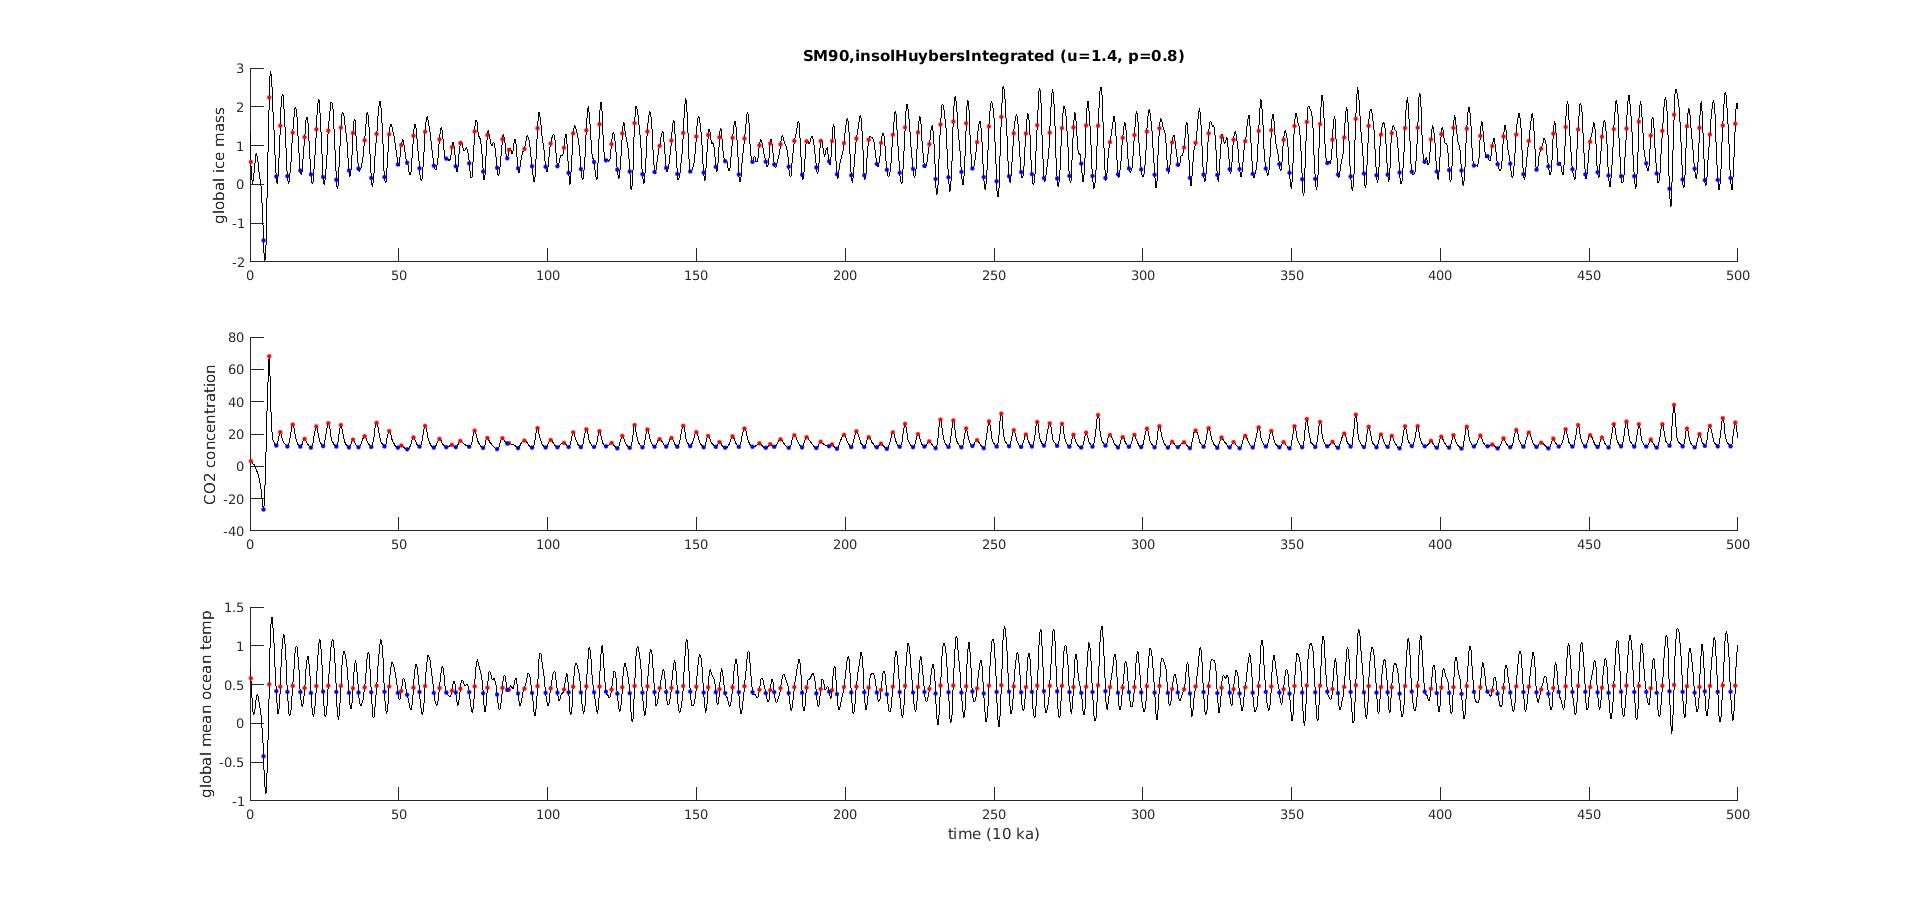 SM90,insolHuybersIntegrated (u=1.4, p=0.8)
global ice mass
3
2
1
0
-1
-2
0 50 100 150 200 250 300 350 400 450 500
CO2 concentration
80
60
40
20
0
-20
-40
0 50 100 150 200 250 300 350 400 450 500
global mean ocean temp
1.5
1
0.5
0
-0.5
-1
0 50 100 150 200 250 300 350 400 450 500
time (10 ka)